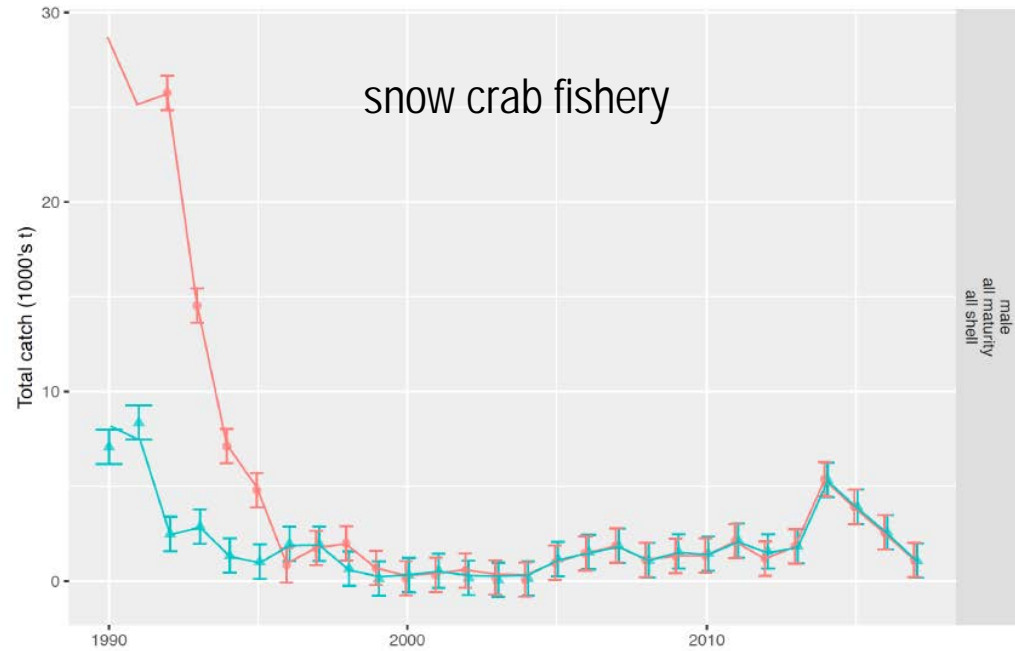 30
snow crab fishery
20
10
0
Total catch (1000's t)
1990
2000
2010
male
all maturity
all shell